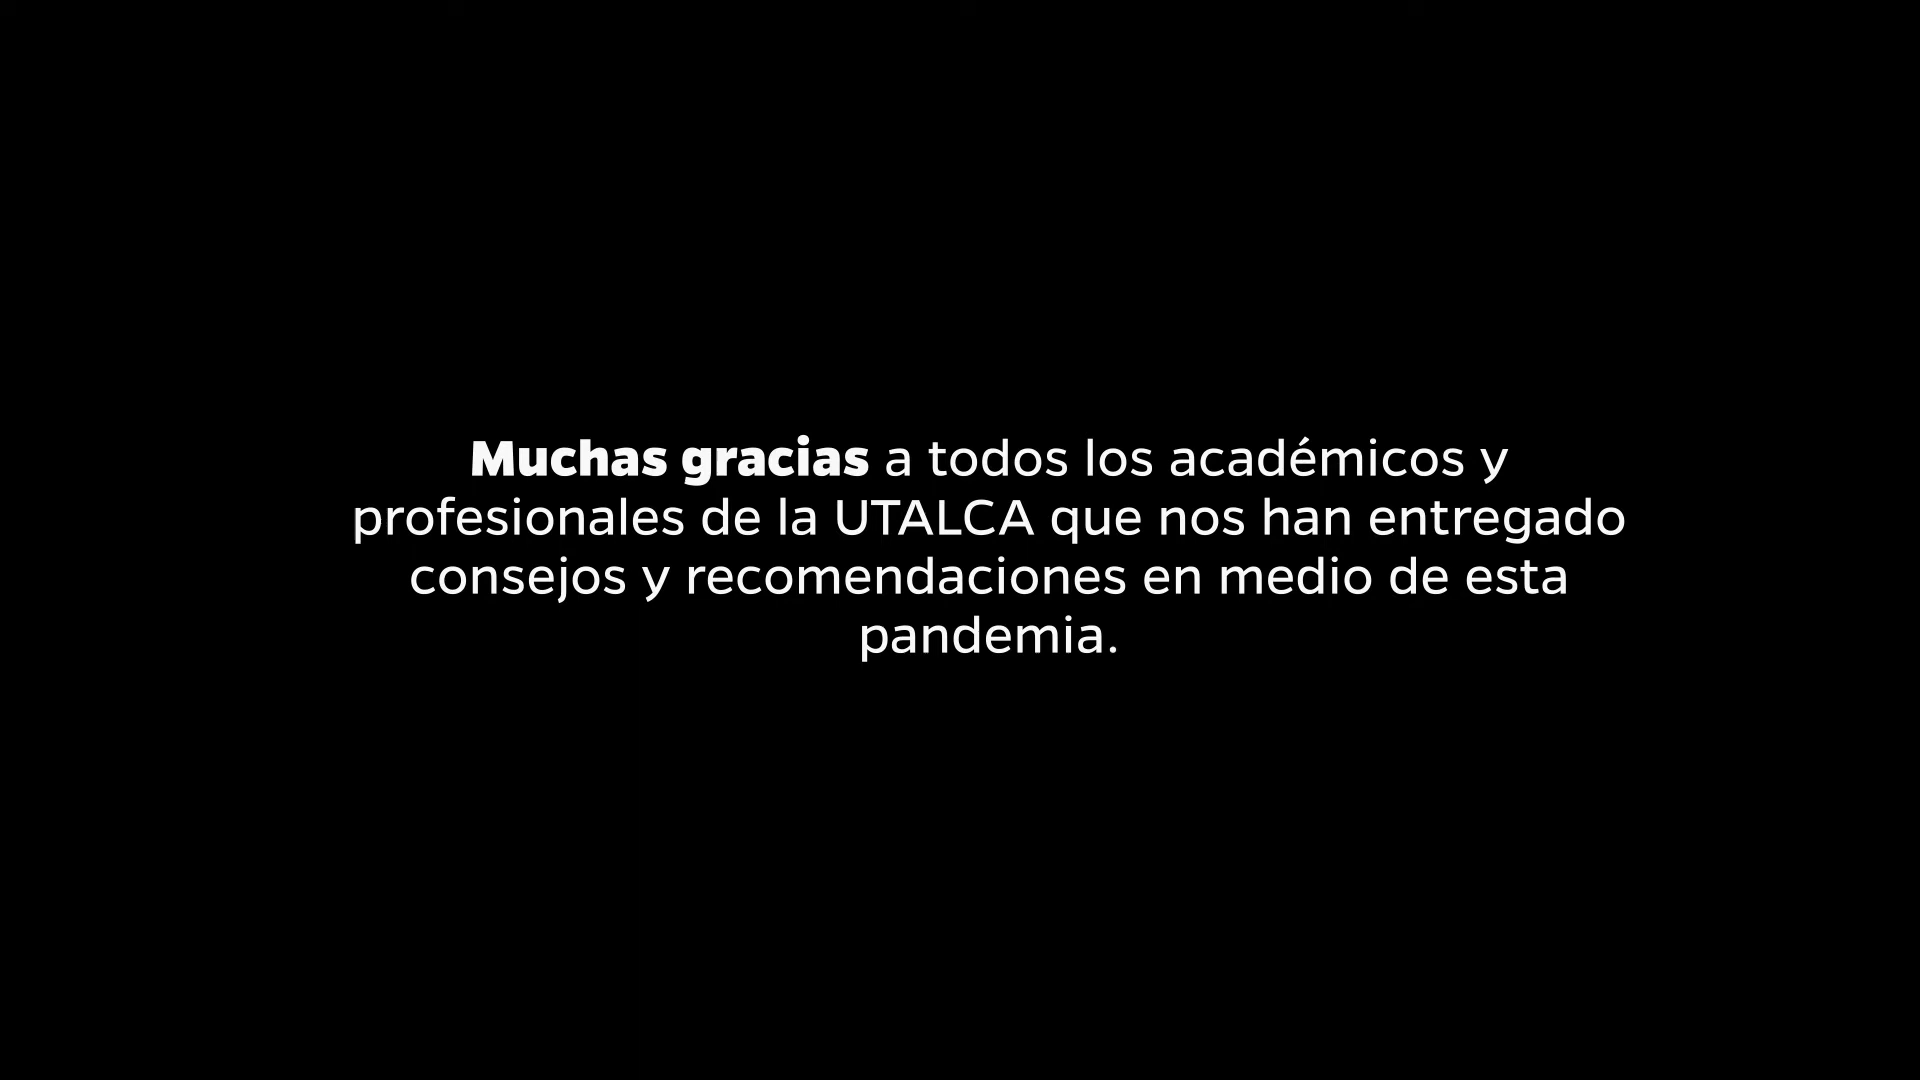 Muchas gracias a todos los académicos y
profesionales de la UTALCA que nos han entregado
consejos y recomendaciones en medio de esta
pandemia.